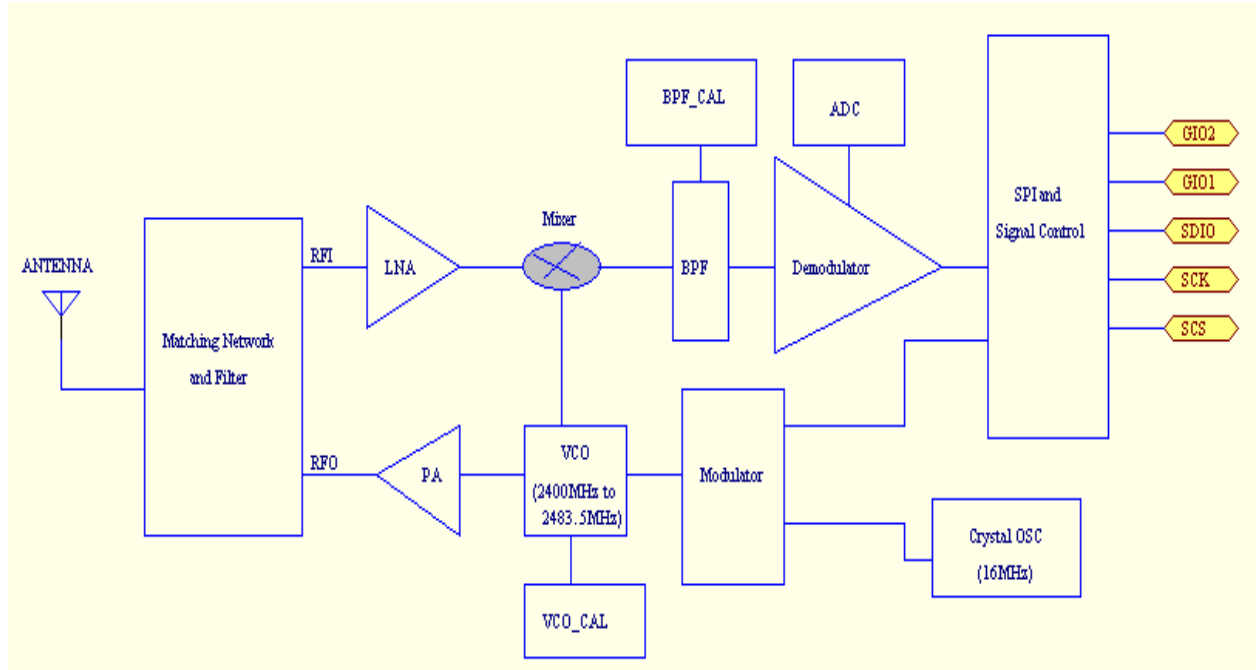 BPF_CAL
ADC
GIO2
GIO1
SPI and
Signal Control
SDIO
SCK
SCS
Mixer
RFI
LNA
BPF
Demodulator
ANTENNA
Matching Network
and Filter
RFO
PA
VCO
(2400MHz to
2483.5MHz)
Modulator
Crystal OSC
(16MHz)
VCO_CAL